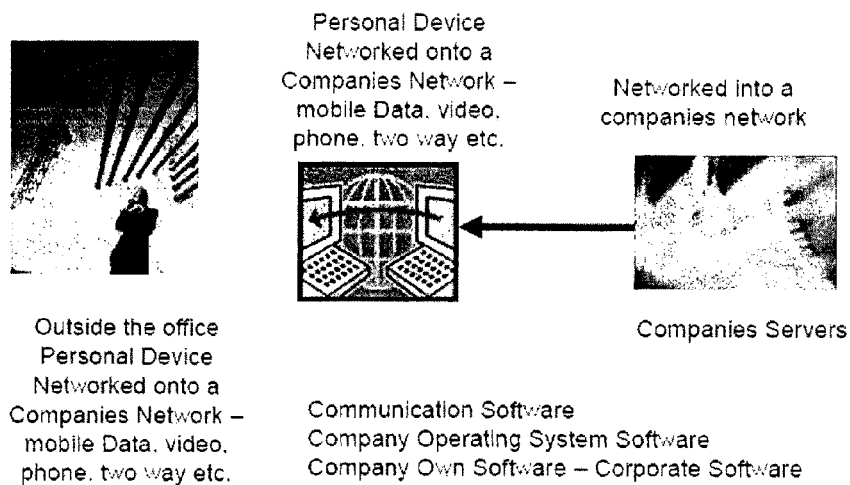 Personal Device
Networked onto a
Companies Network –
mobile Data, video,
phone, two way etc.
Networked into a
companies network
Companies Servers
Outside the office
Personal Device
Networked onto a
Companies Network –
mobile Data, video,
phone, two way etc.
Communication Software
Company Operating System Software
Company Own Software – Corporate Software